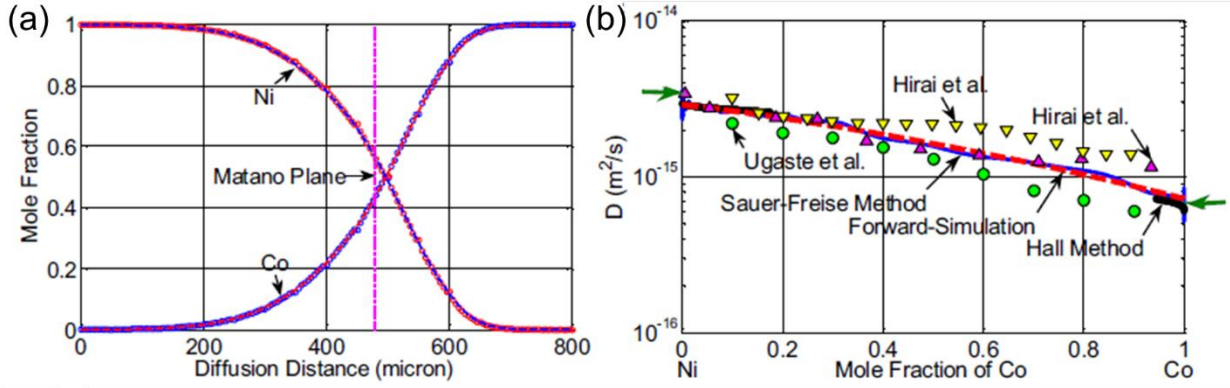 (a)
1
0.8
0.6
0.4
0.2
0
Mole Fraction
Ni
Matano Plane
Co
0 200 400 600 800
Diffusion Distance (micron)
(b)
10-14
10-15
10-16
D (m²/s)
Hirai et al.
Hirai et al.
Ugaste et al.
Sauer-Freise Method
Forward-Simulation
Hall Method
0 0.2 0.4 0.6 0.8 1
Ni Mole Fraction of Co Co